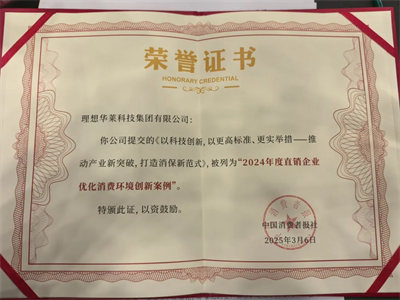 荣誉证书
HONORARY CREDENTIAL
理想华莱科技集团有限公司：
你公司提交的《以科技创新，以更高标准、更实举措——推
动产业新突破，打造消保新范式》，被列为“2024年度直销企业
优化消费环境创新案例”。
特颁此证，以资鼓励。
中国消费者报社
2025年3月6日